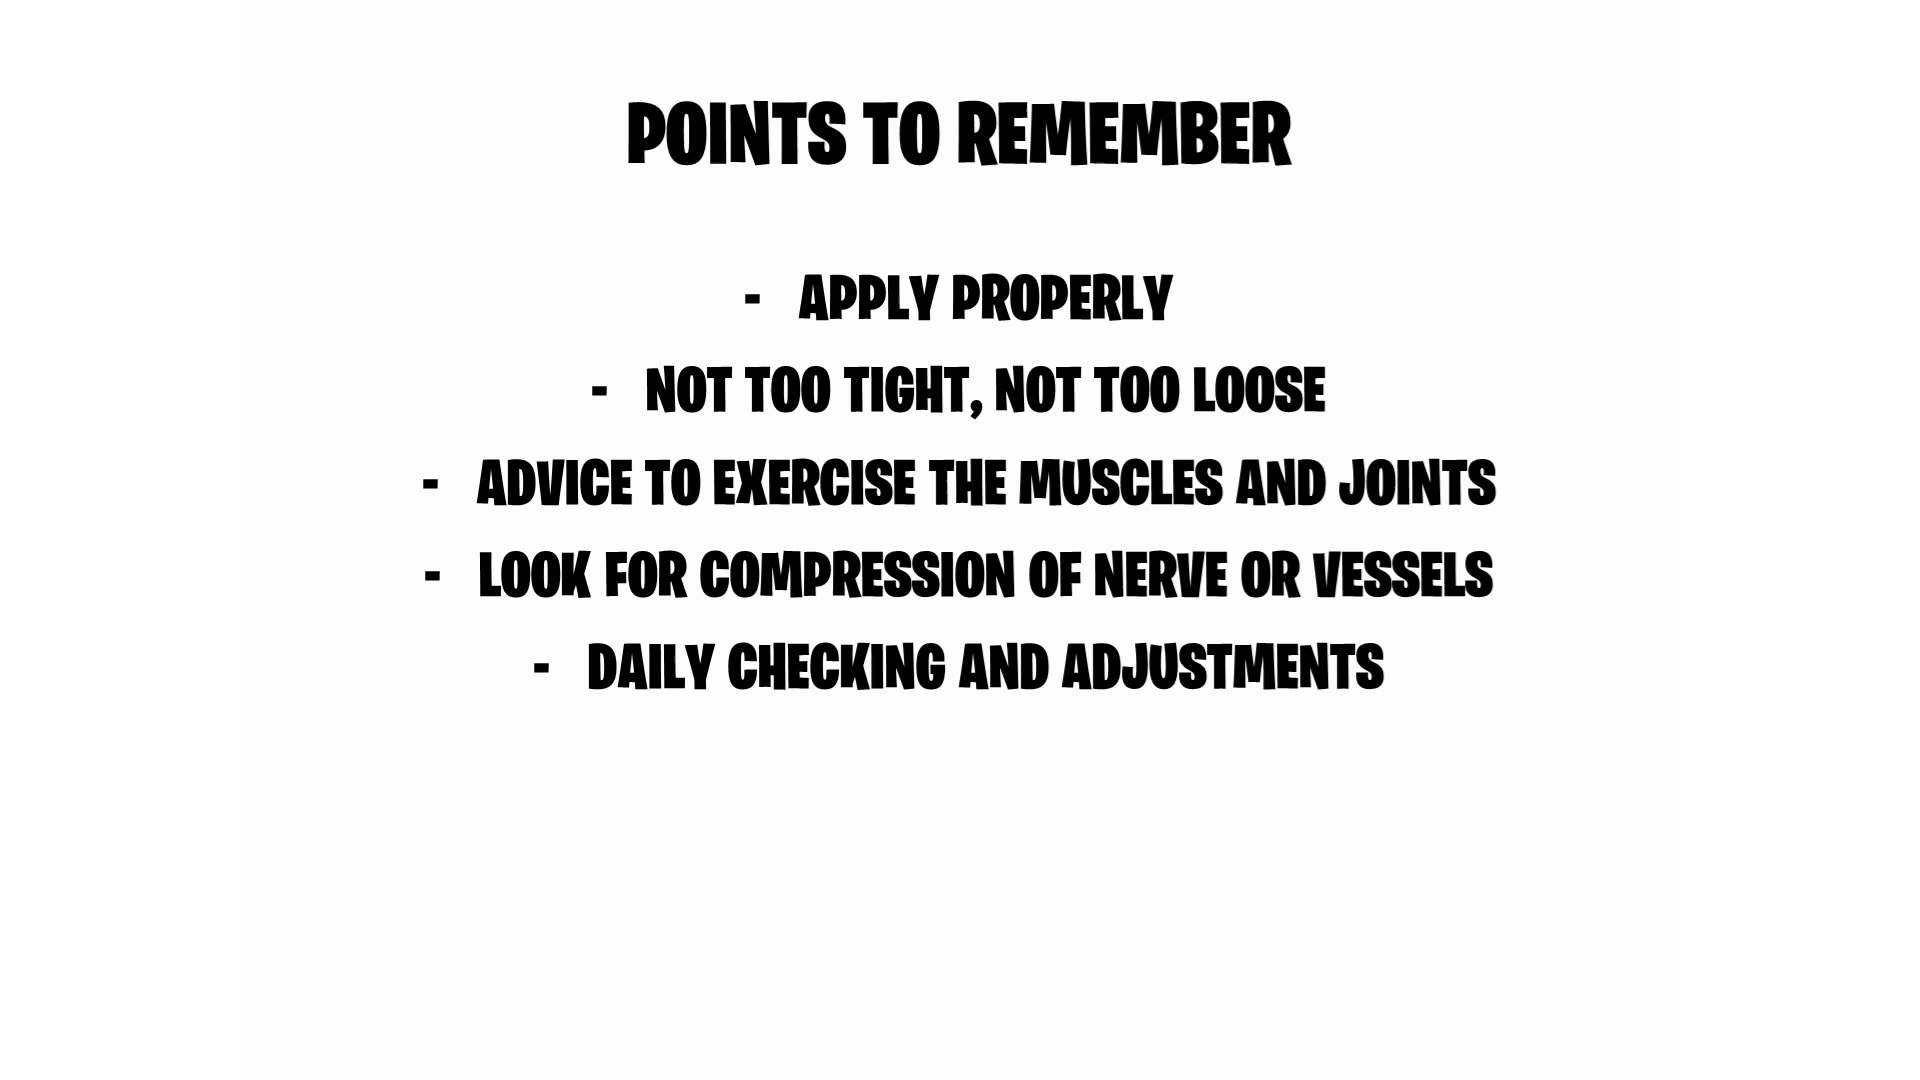 POINTS TO REMEMBER
- APPLY PROPERLY
- NOT TOO TIGHT, NOT TOO LOOSE
- ADVICE TO EXERCISE THE MUSCLES AND JOINTS
- LOOK FOR COMPRESSION OF NERVE OR VESSELS
- DAILY CHECKING AND ADJUSTMENTS